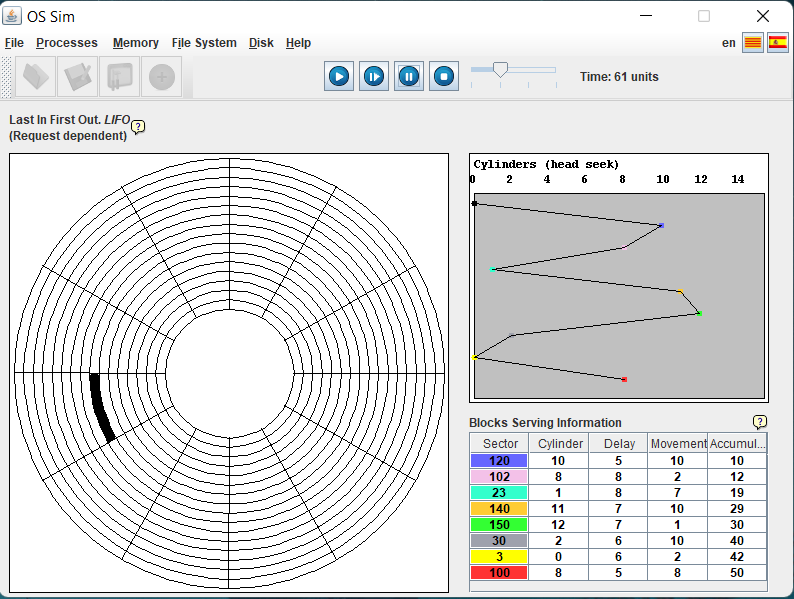 OS Sim
File Processes Memory File System Disk Help en
Time: 61 units
Last In First Out. LIFO ?
(Request dependent)
Cylinders (head seek)
0 2 4 6 8 10 12 14
Blocks Serving Information ?
Sector Cylinder Delay Movement Accumul...
120 10 5 10 10
102 8 8 2 12
23 1 8 7 19
140 11 7 10 29
150 12 7 1 30
30 2 6 10 40
3 0 6 2 42
100 8 5 8 50